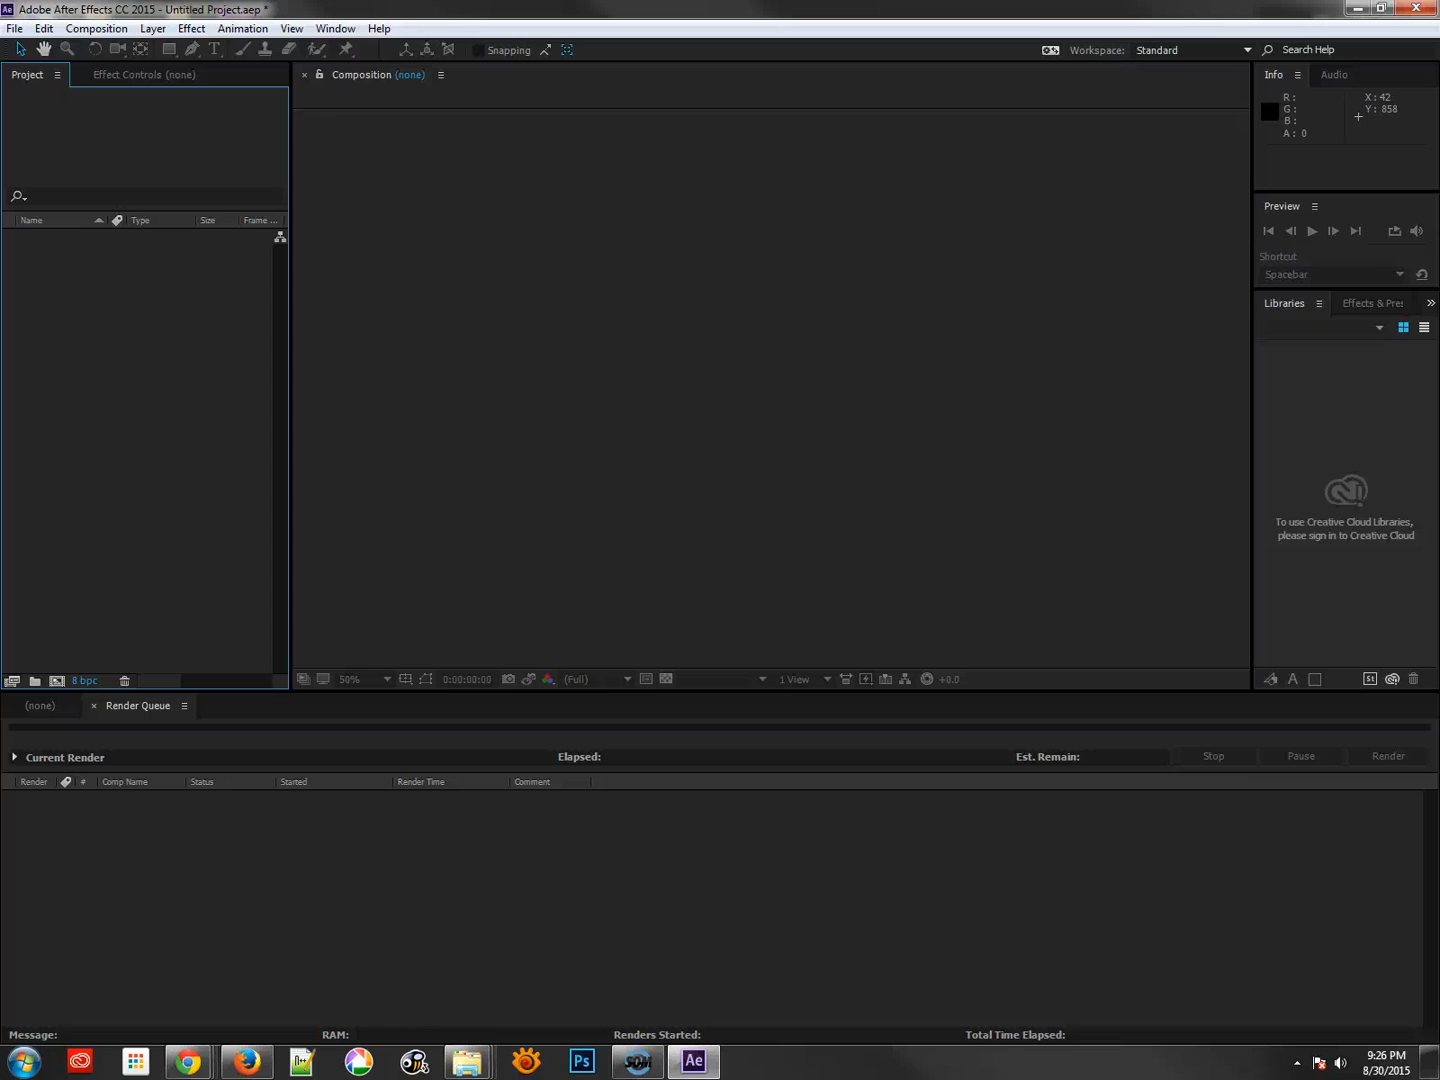 Ae Adobe After Effects CC 2015 - Untitled Project.aep *
File Edit Composition Layer Effect Animation View Window Help
T Snapping Workspace: Standard Search Help
Project Effect Controls (none) × Composition (none) Info Audio
R: X: 42
G: Y: 858
B:
A: 0
Preview
Name Type Size Frame ...
Shortcut
Spacebar
Libraries Effects & Pre
To use Creative Cloud Libraries,
please sign in to Creative Cloud
8 bpc 50% 0:00:00:00 (Full) 1 View +0.0 A St
(none) × Render Queue
Current Render Elapsed: Est. Remain: Stop Pause Render
Render # Comp Name Status Started Render Time Comment
Message: RAM: Renders Started: Total Time Elapsed:
Ps Ae
9:26 PM
8/30/2015